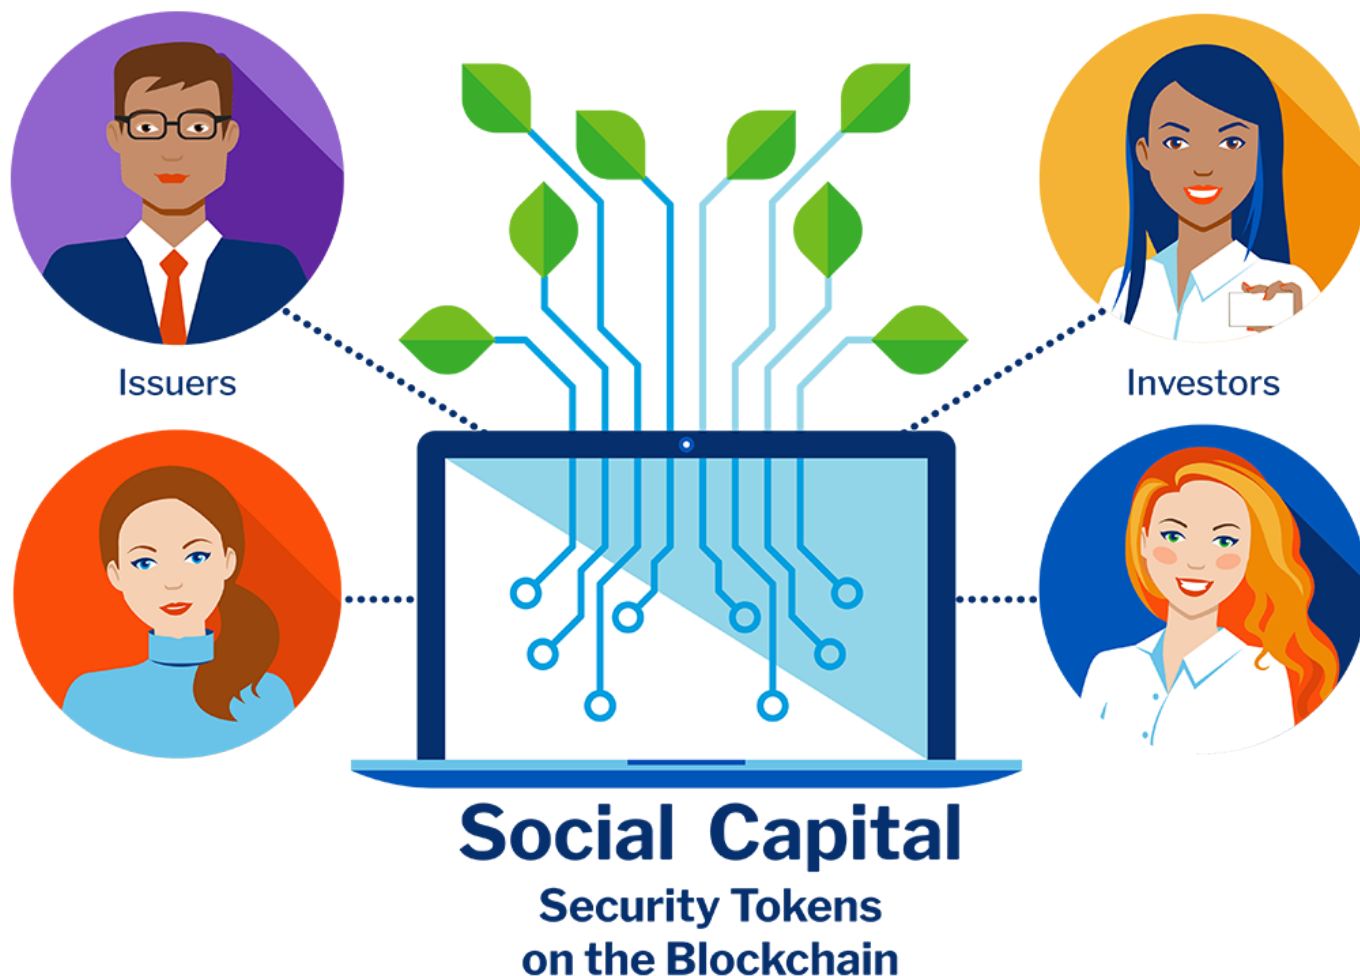 Issuers
Investors
Social Capital
Security Tokens
on the Blockchain